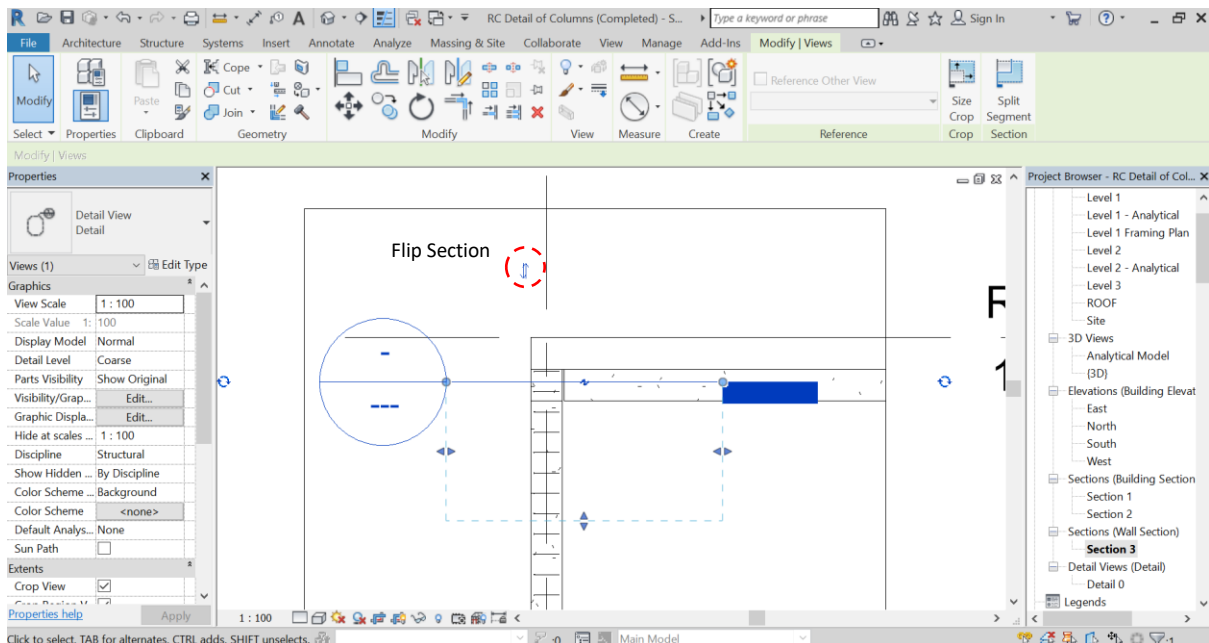 RC Detail of Columns (Completed) - S...
Type a keyword or phrase
Sign In
File Architecture Structure Systems Insert Annotate Analyze Massing & Site Collaborate View Manage Add-Ins Modify | Views
Modify
Paste
Cope
Cut
Join
Reference Other View
Size Crop
Split Segment
Select Properties Clipboard Geometry Modify View Measure Create Reference Crop Section
Modify | Views
Properties
Detail View
Detail
Views (1)
Edit Type
Graphics
View Scale 1 : 100
Scale Value 1: 100
Display Model Normal
Detail Level Coarse
Parts Visibility Show Original
Visibility/Grap... Edit...
Graphic Displa... Edit...
Hide at scales ... 1 : 100
Discipline Structural
Show Hidden ... By Discipline
Color Scheme ... Background
Color Scheme <none>
Default Analys... None
Sun Path
Extents
Crop View
Properties help
Apply
Flip Section
-
---
R
1
1 : 100
Project Browser - RC Detail of Col...
Level 1
Level 1 - Analytical
Level 1 Framing Plan
Level 2
Level 2 - Analytical
Level 3
ROOF
Site
3D Views
Analytical Model
{3D}
Elevations (Building Elevat
East
North
South
West
Sections (Building Section
Section 1
Section 2
Sections (Wall Section)
Section 3
Detail Views (Detail)
Detail 0
Legends
Click to select, TAB for alternates, CTRL adds, SHIFT unselects.
:0
Main Model
:1